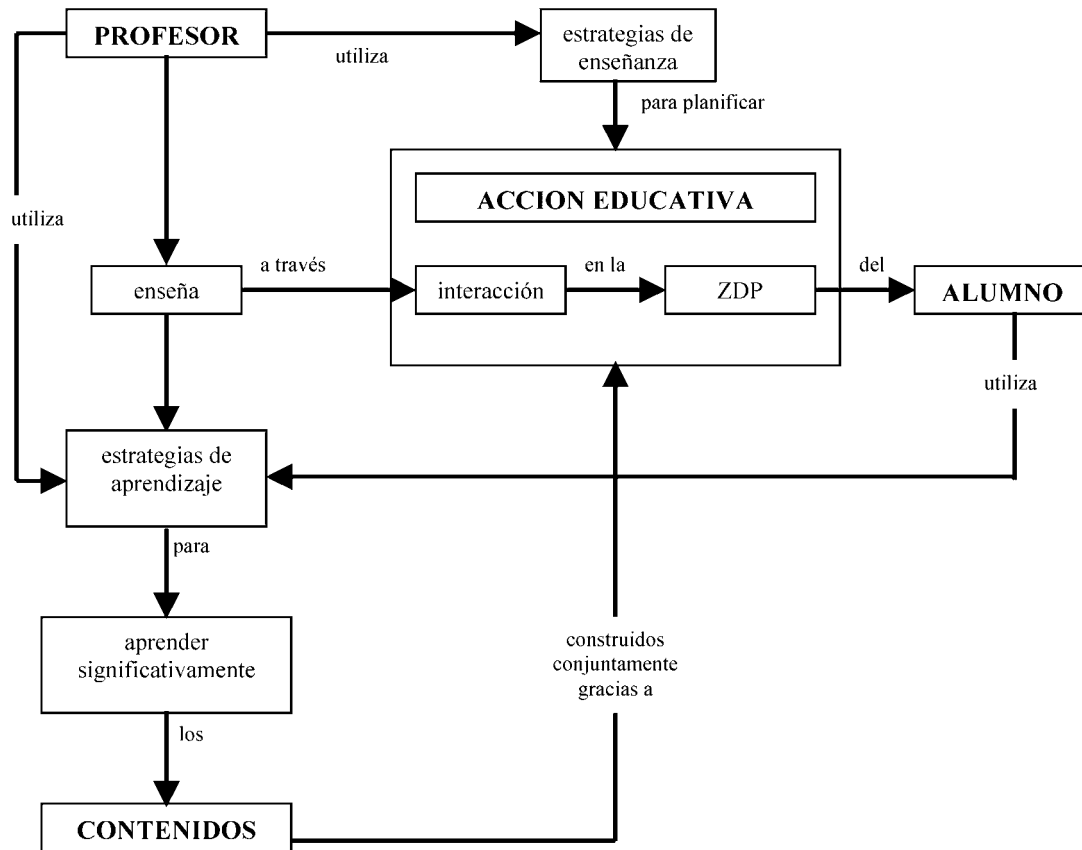 PROFESOR
utiliza
estrategias de
enseñanza
para planificar
ACCION EDUCATIVA
utiliza
enseña
a través
interacción
en la
ZDP
del
ALUMNO
utiliza
estrategias de
aprendizaje
para
aprender
significativamente
construidos
conjuntamente
gracias a
los
CONTENIDOS